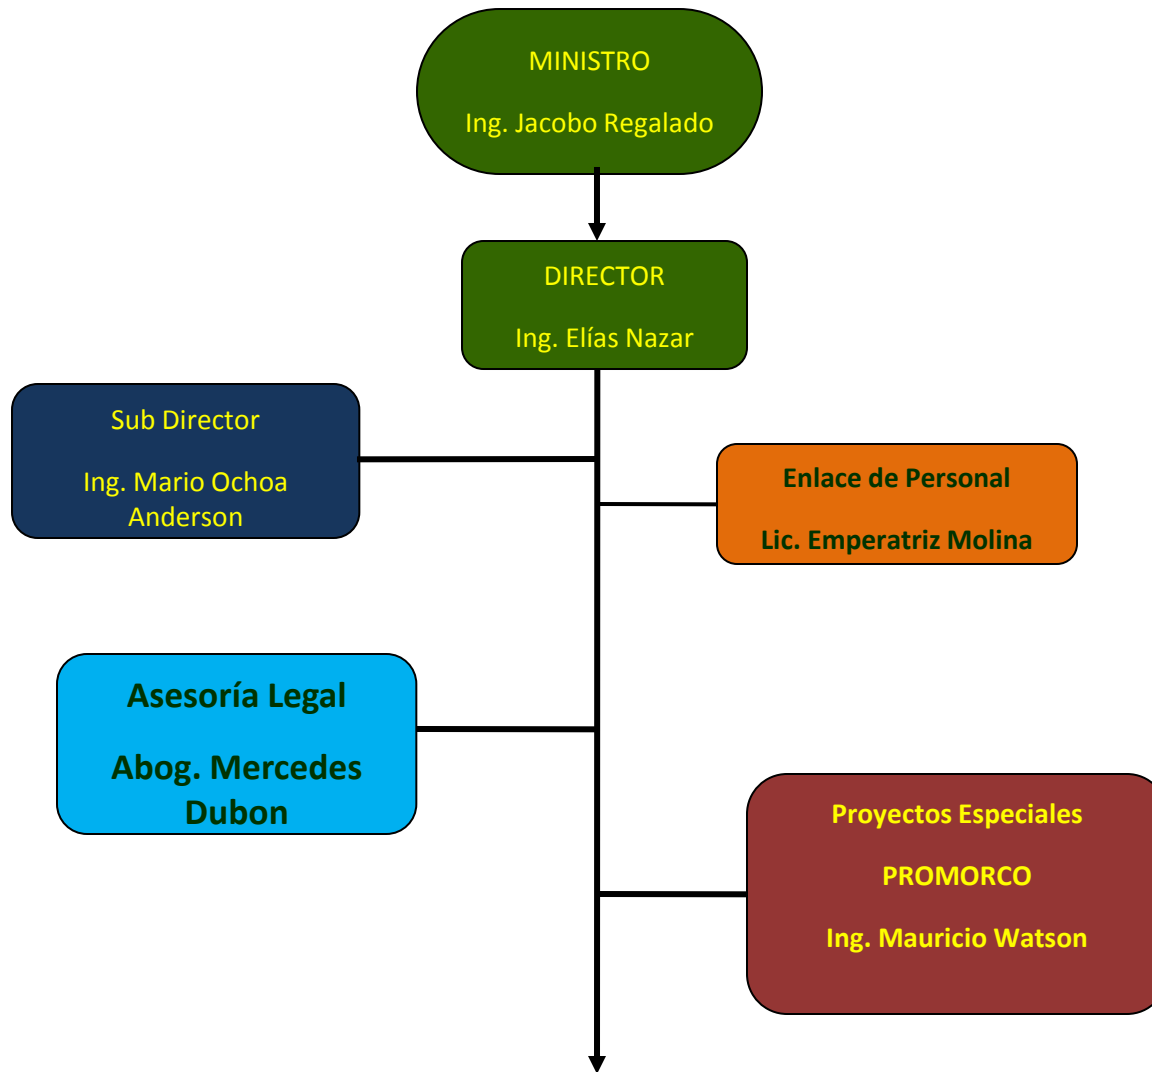 MINISTRO
Ing. Jacobo Regalado
DIRECTOR
Ing. Elías Nazar
Sub Director
Ing. Mario Ochoa
Anderson
Enlace de Personal
Lic. Emperatriz Molina
Asesoría Legal
Abog. Mercedes
Dubon
Proyectos Especiales
PROMORCO
Ing. Mauricio Watson